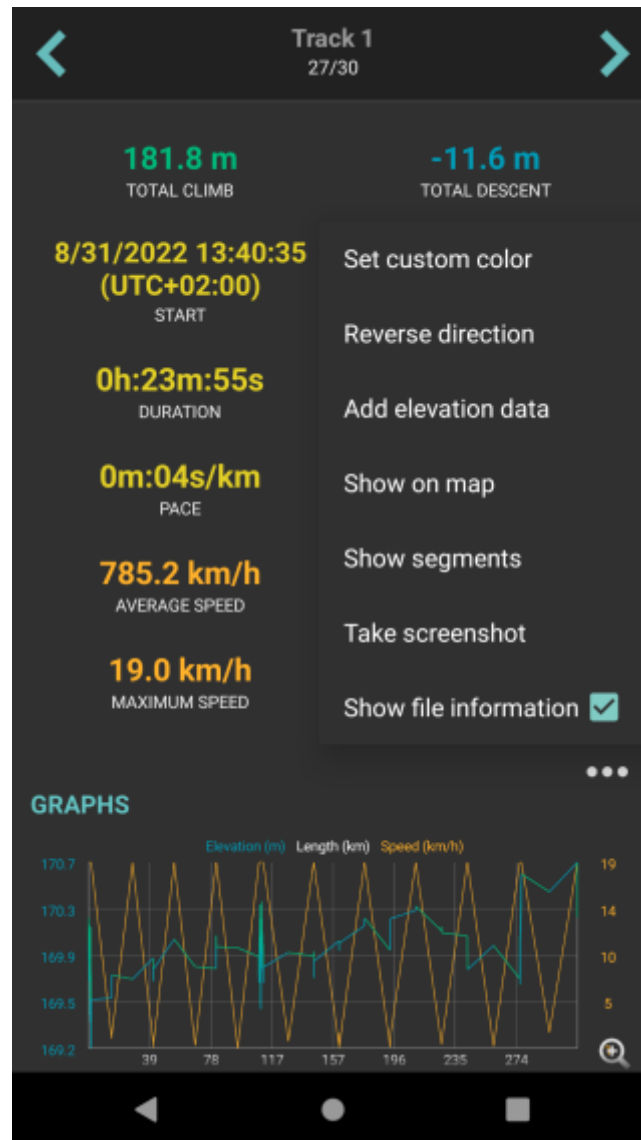 Track 1
27/30
181.8 m
TOTAL CLIMB
-11.6 m
TOTAL DESCENT
8/31/2022 13:40:35
(UTC+02:00)
START
0h:23m:55s
DURATION
0m:04s/km
PACE
785.2 km/h
AVERAGE SPEED
19.0 km/h
MAXIMUM SPEED
Set custom color
Reverse direction
Add elevation data
Show on map
Show segments
Take screenshot
Show file information
GRAPHS
Elevation (m) Length (km) Speed (km/h)
170.7 19
170.3 14
169.9 10
169.5 5
169.2
39 78 117 157 196 235 274